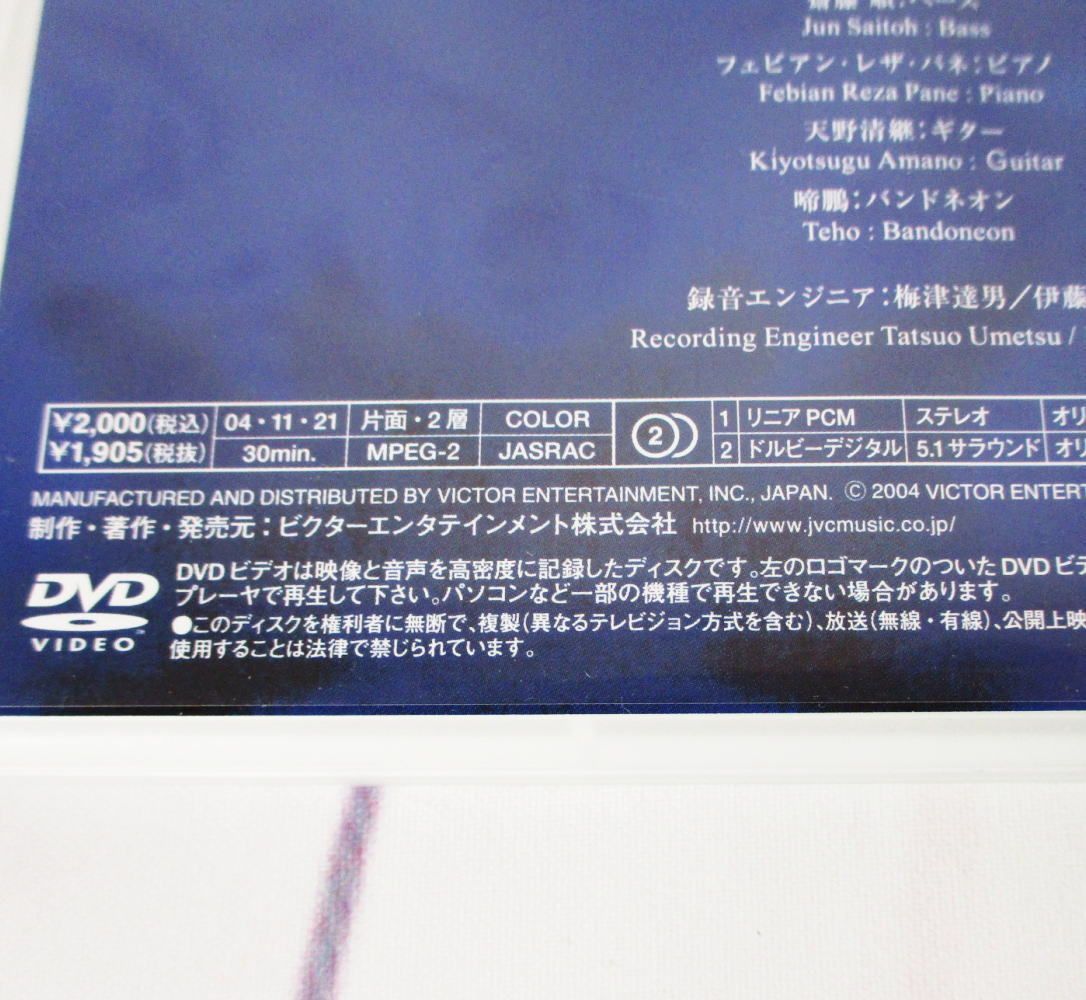 齋藤 順：ベース
Jun Saitoh : Bass
フェビアン・レザ・パネ：ピアノ
Febian Reza Pane : Piano
天野清継：ギター
Kiyotsugu Amano : Guitar
啼鵬：バンドネオン
Teho : Bandoneon
録音エンジニア：梅津達男／伊藤
Recording Engineer Tatsuo Umetsu /
¥2,000(税込) 04・11・21 片面・2層 COLOR 2 1 リニアPCM ステレオ オリ
¥1,905(税抜) 30min. MPEG-2 JASRAC 2 ドルビーデジタル 5.1サラウンド オリ
MANUFACTURED AND DISTRIBUTED BY VICTOR ENTERTAINMENT, INC., JAPAN. © 2004 VICTOR ENTERT
制作・著作・発売元：ビクターエンタテインメント株式会社 http://www.jvcmusic.co.jp/
DVD VIDEO
DVDビデオは映像と音声を高密度に記録したディスクです。左のロゴマークのついたDVDビデ
プレーヤで再生して下さい。パソコンなど一部の機種で再生できない場合があります。
●このディスクを権利者に無断で、複製(異なるテレビジョン方式を含む)、放送(無線・有線)、公開上映
使用することは法律で禁じられています。